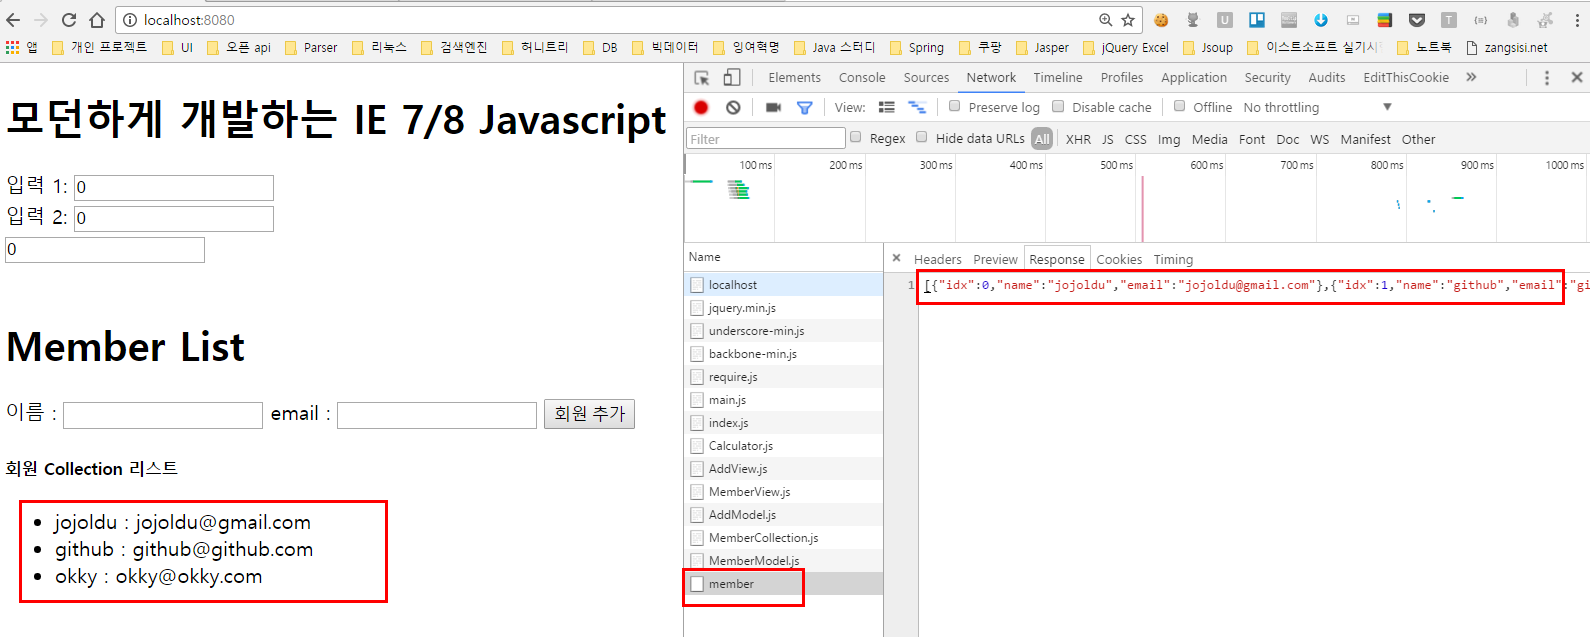 localhost:8080
앱 개인 프로젝트 UI 오픈 api Parser 리눅스 검색엔진 허니트리 DB 빅데이터 잉여혁명 Java 스터디 Spring 쿠팡 Jasper jQuery Excel Jsoup 이스트소프트 실기시 노트북 zangsisi.net
모던하게 개발하는 IE 7/8 Javascript
입력 1: 0
입력 2: 0
0
Member List
이름 : email : 회원 추가
회원 Collection 리스트
jojoldu : jojoldu@gmail.com
github : github@github.com
okky : okky@okky.com
Elements Console Sources Network Timeline Profiles Application Security Audits EditThisCookie »
View: Preserve log Disable cache Offline No throttling
Filter Regex Hide data URLs All XHR JS CSS Img Media Font Doc WS Manifest Other
100 ms 200 ms 300 ms 400 ms 500 ms 600 ms 700 ms 800 ms 900 ms 1000 ms
Name
localhost
jquery.min.js
underscore-min.js
backbone-min.js
require.js
main.js
index.js
Calculator.js
AddView.js
MemberView.js
AddModel.js
MemberCollection.js
MemberModel.js
member
× Headers Preview Response Cookies Timing
1 [{"idx":0,"name":"jojoldu","email":"jojoldu@gmail.com"},{"idx":1,"name":"github","email":"gi